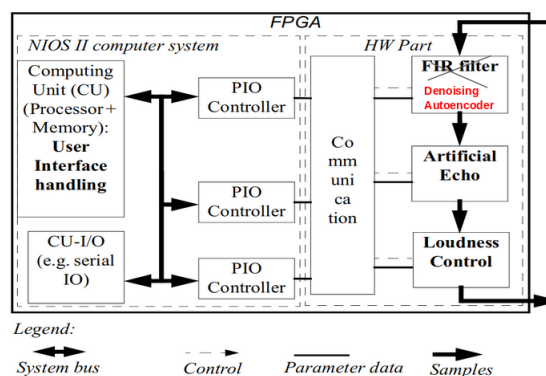 FPGA
NIOS II computer system
HW Part
Computing
Unit (CU)
(Processor+
Memory):
User
Interface
handling
CU-I/O
(e.g. serial
IO)
PIO
Controller
PIO
Controller
PIO
Controller
Co
mm
uni
ca
tion
FIR filter
Denoising
Autoencoder
Artificial
Echo
Loudness
Control
Legend:
System bus
Control
Parameter data
Samples